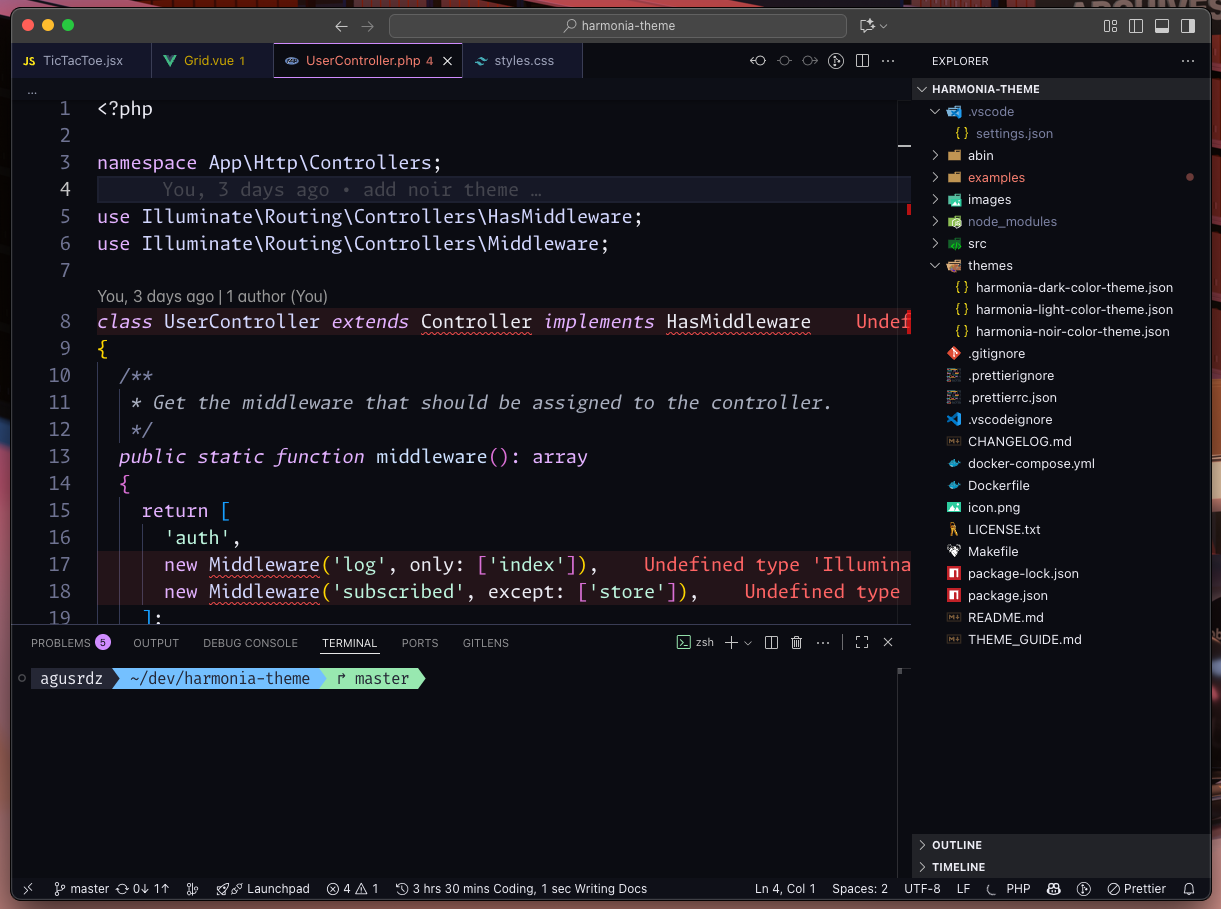 harmonia-theme
JS TicTacToe.jsx
Grid.vue 1
UserController.php 4
styles.css
...
1 <?php
2
3 namespace App\Http\Controllers;
4 You, 3 days ago • add noir theme …
5 use Illuminate\Routing\Controllers\HasMiddleware;
6 use Illuminate\Routing\Controllers\Middleware;
7
You, 3 days ago | 1 author (You)
8 class UserController extends Controller implements HasMiddleware Undef
9 {
10 /**
11 * Get the middleware that should be assigned to the controller.
12 */
13 public static function middleware(): array
14 {
15 return [
16 'auth',
17 new Middleware('log', only: ['index']), Undefined type 'Illumina
18 new Middleware('subscribed', except: ['store']), Undefined type
19 ];
PROBLEMS 5
OUTPUT
DEBUG CONSOLE
TERMINAL
PORTS
GITLENS
zsh
agusrdz ~/dev/harmonia-theme master
EXPLORER
HARMONIA-THEME
.vscode
{} settings.json
abin
examples
images
node_modules
src
themes
{} harmonia-dark-color-theme.json
{} harmonia-light-color-theme.json
{} harmonia-noir-color-theme.json
.gitignore
.prettierignore
.prettierrc.json
.vscodeignore
CHANGELOG.md
docker-compose.yml
Dockerfile
icon.png
LICENSE.txt
Makefile
package-lock.json
package.json
README.md
THEME_GUIDE.md
OUTLINE
TIMELINE
master 0↓ 1↑ Launchpad 4 1 3 hrs 30 mins Coding, 1 sec Writing Docs Ln 4, Col 1 Spaces: 2 UTF-8 LF PHP Prettier